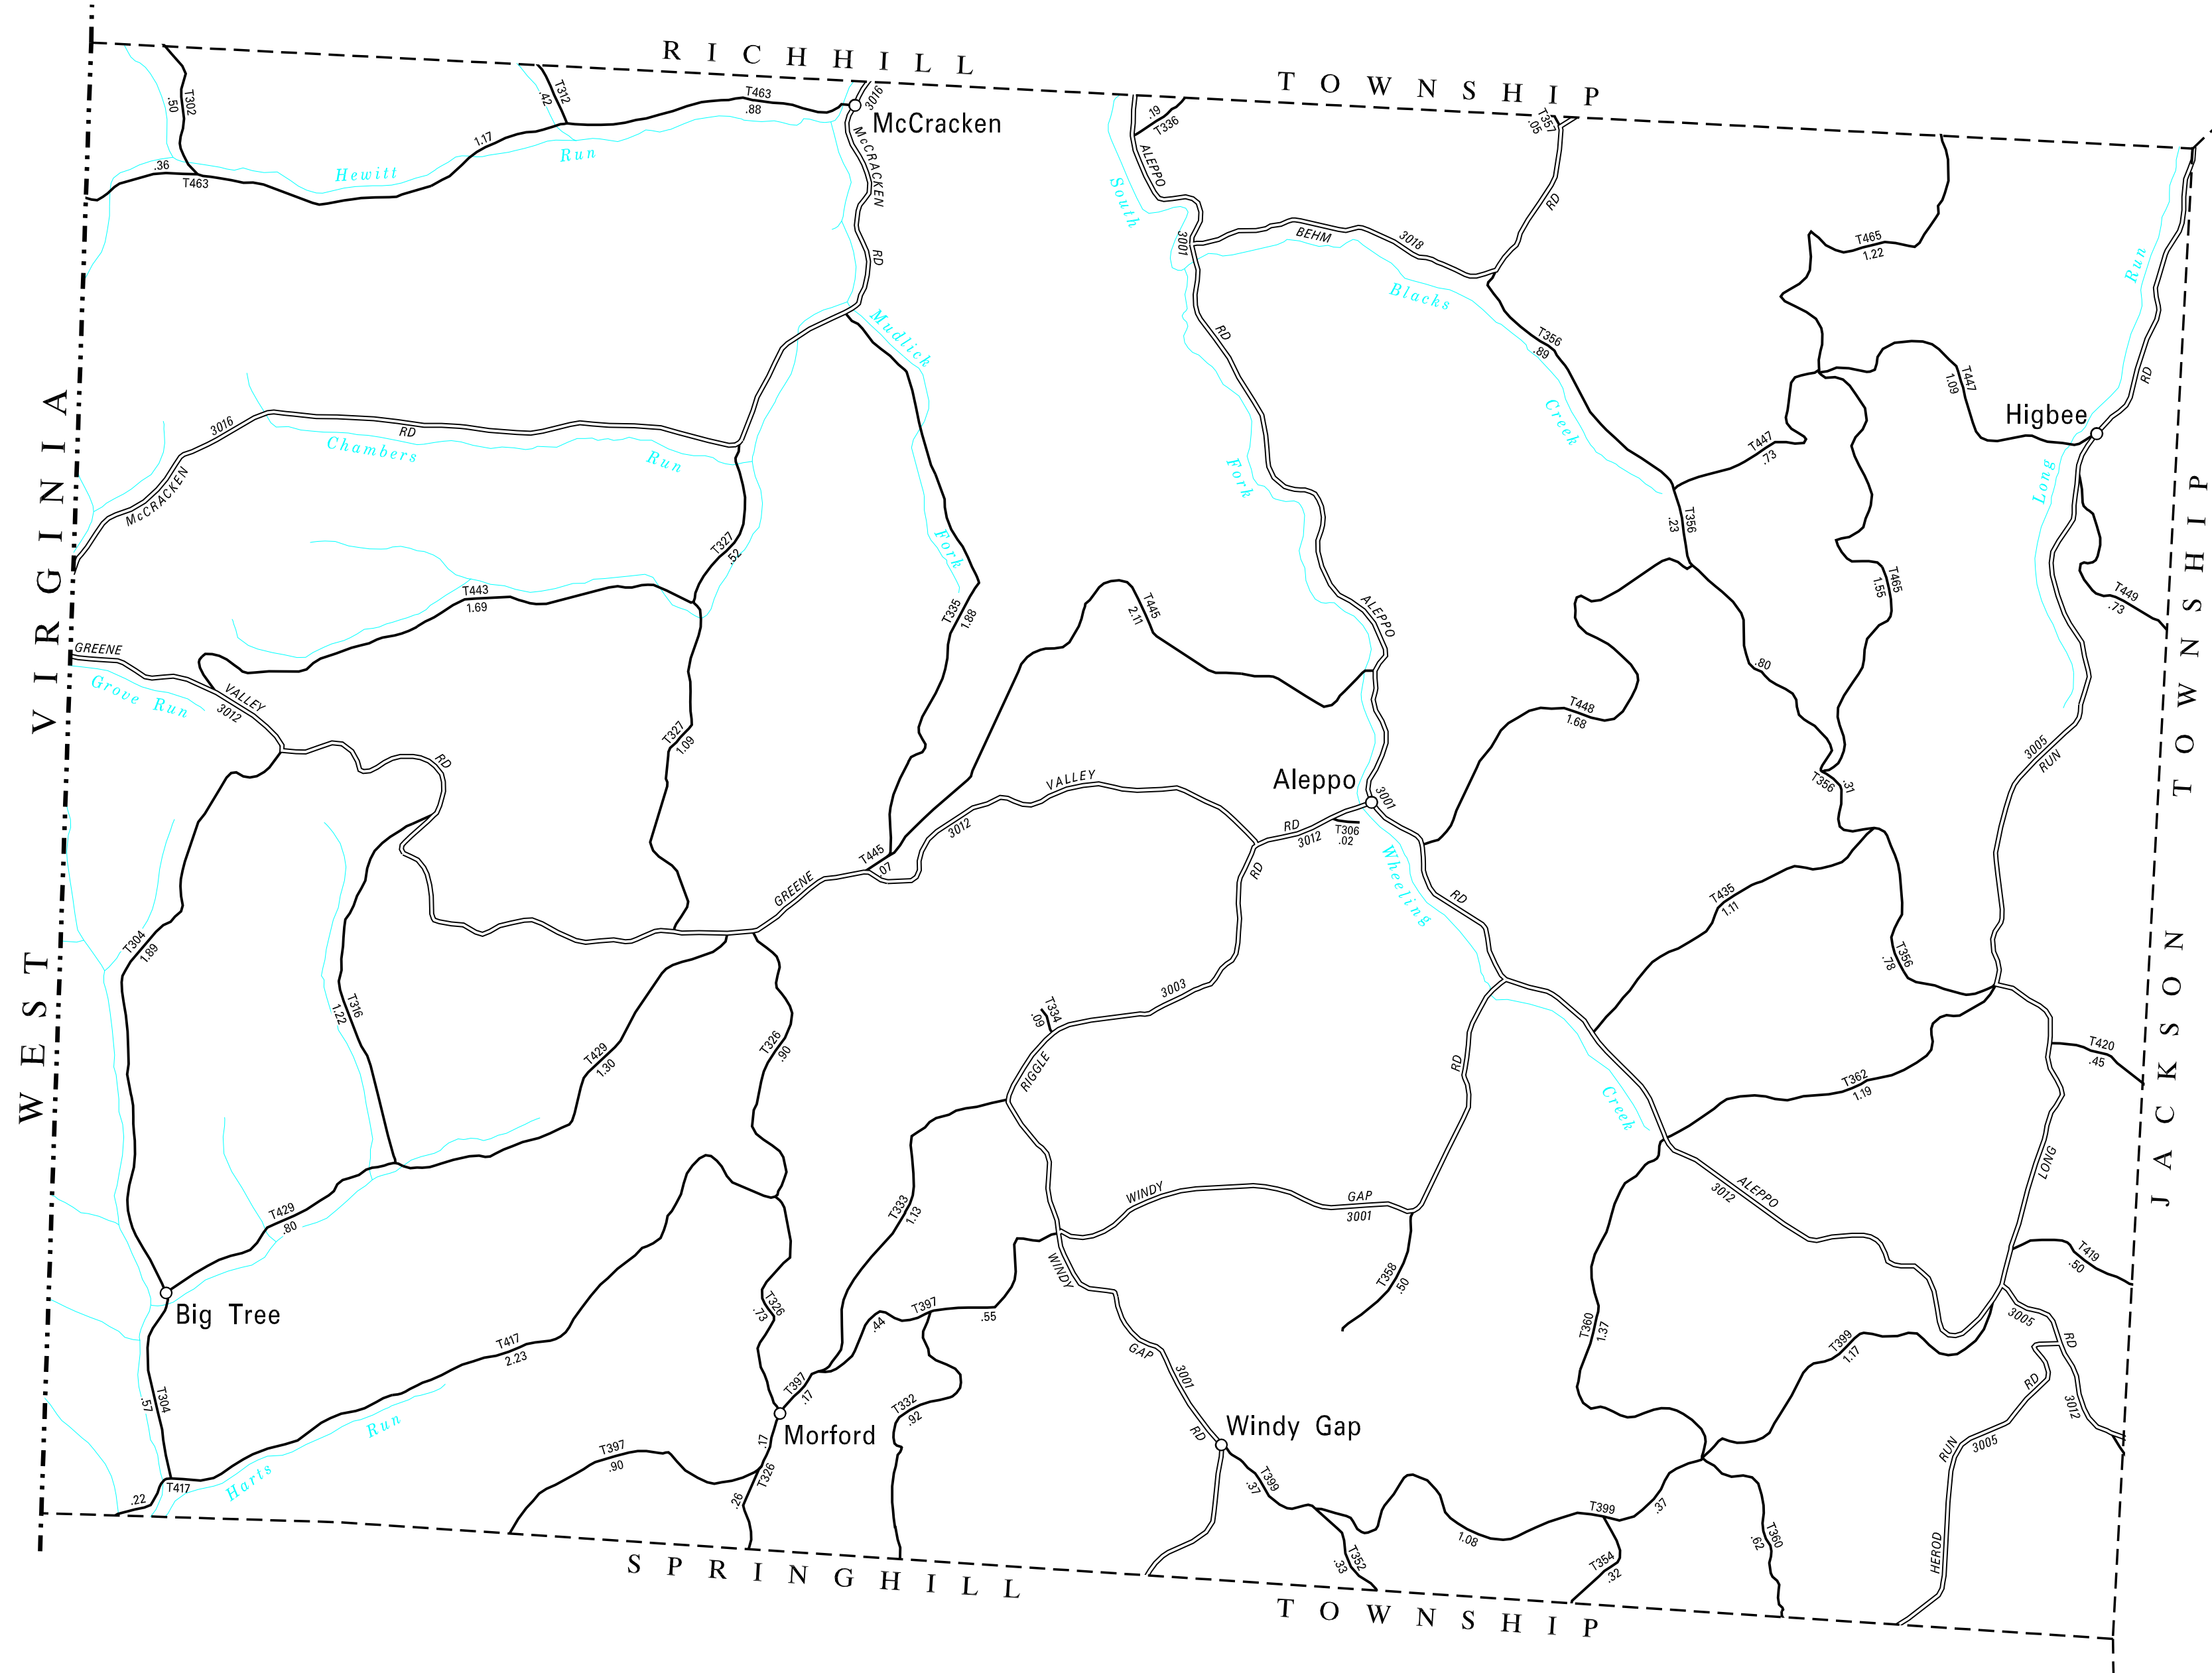 RICHHILL TOWNSHIP
T302
.50
T312
.42
T463
.88
3016
McCracken
.19
T336
T357
.05
.36
T463
1.17
Hewitt Run
McCRACKEN RD
ALEPPO
South
3001
BEHM
3018
RD
T465
1.22
Run
Blacks
Mudlick
RD
T356
.89
T447
1.09
RD
Higbee
3016
RD
Chambers Run
McCRACKEN
Creek
T447
.73
Fork
Long
T327
.52
Fork
T356
.23
T443
1.69
T335
1.88
T445
2.11
ALEPPO
T465
1.55
T449
.73
GREENE
Grove Run
VALLEY
3012
RD
T327
1.09
.80
T448
1.68
3005
RUN
VALLEY
Aleppo
3001
T356
.31
3012
RD
3012
T306
.02
T445
.07
GREENE
RD
Wheeling
RD
T435
1.11
T304
1.89
T316
1.22
T356
.78
3003
T334
.09
T326
.90
T429
1.30
RIGGLE
RD
T420
.45
T362
1.19
Creek
LONG
ALEPPO
3012
WINDY
GAP
3001
T429
.80
T333
1.13
WINDY
T358
.50
T419
.50
Big Tree
T326
.73
T397
.44
.55
T360
1.37
3005
RD
T417
2.23
GAP
3001
T399
1.17
T304
.57
T397
.17
T332
.92
RD
3012
Run
Morford
RD
Windy Gap
RUN
3005
T397
.90
.17
T326
.26
Harts
T417
.22
T399
.37
1.08
T399
.37
T352
.33
T354
.32
T360
.62
HEROD
SPRINGHILL TOWNSHIP
WEST VIRGINIA
JACKSON TOWNSHIP